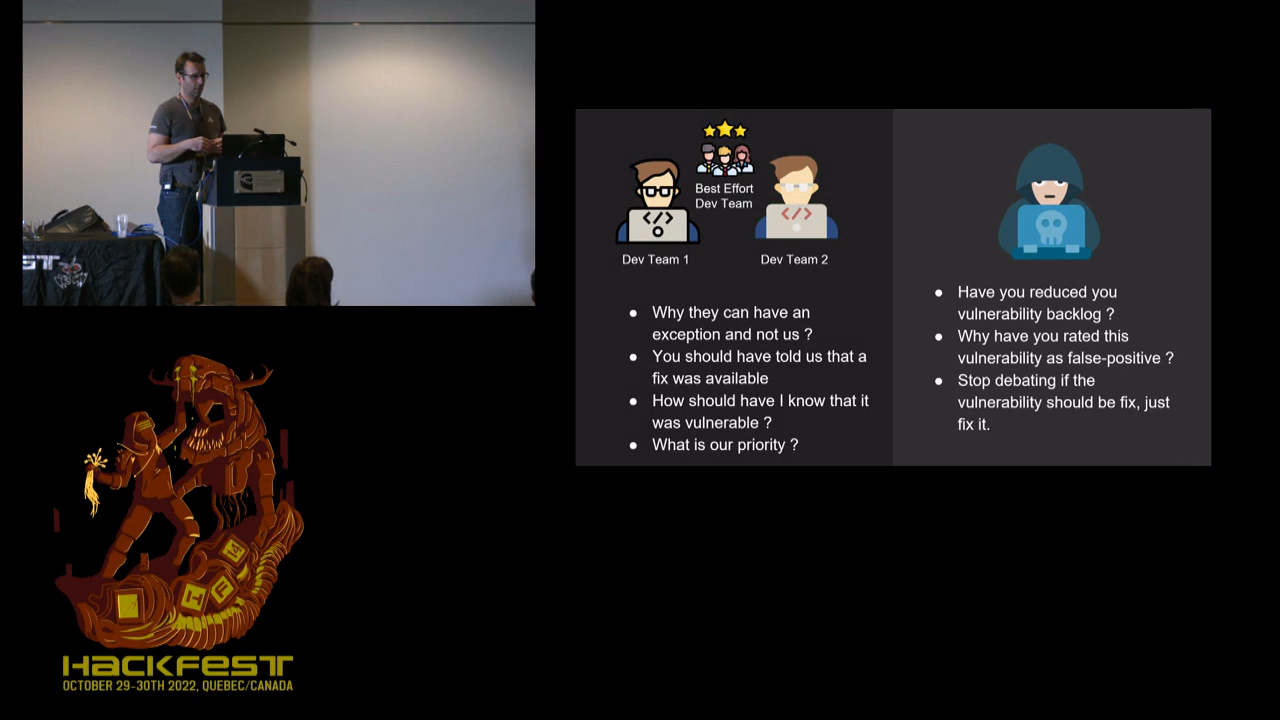 ST
Best Effort
Dev Team
</>
</>
Dev Team 1
Dev Team 2
● Why they can have an
exception and not us ?
● You should have told us that a
fix was available
● How should have I know that it
was vulnerable ?
● What is our priority ?
● Have you reduced you
vulnerability backlog ?
● Why have you rated this
vulnerability as false-positive ?
● Stop debating if the
vulnerability should be fix, just
fix it.
HACKFEST
OCTOBER 29-30TH 2022, QUEBEC/CANADA